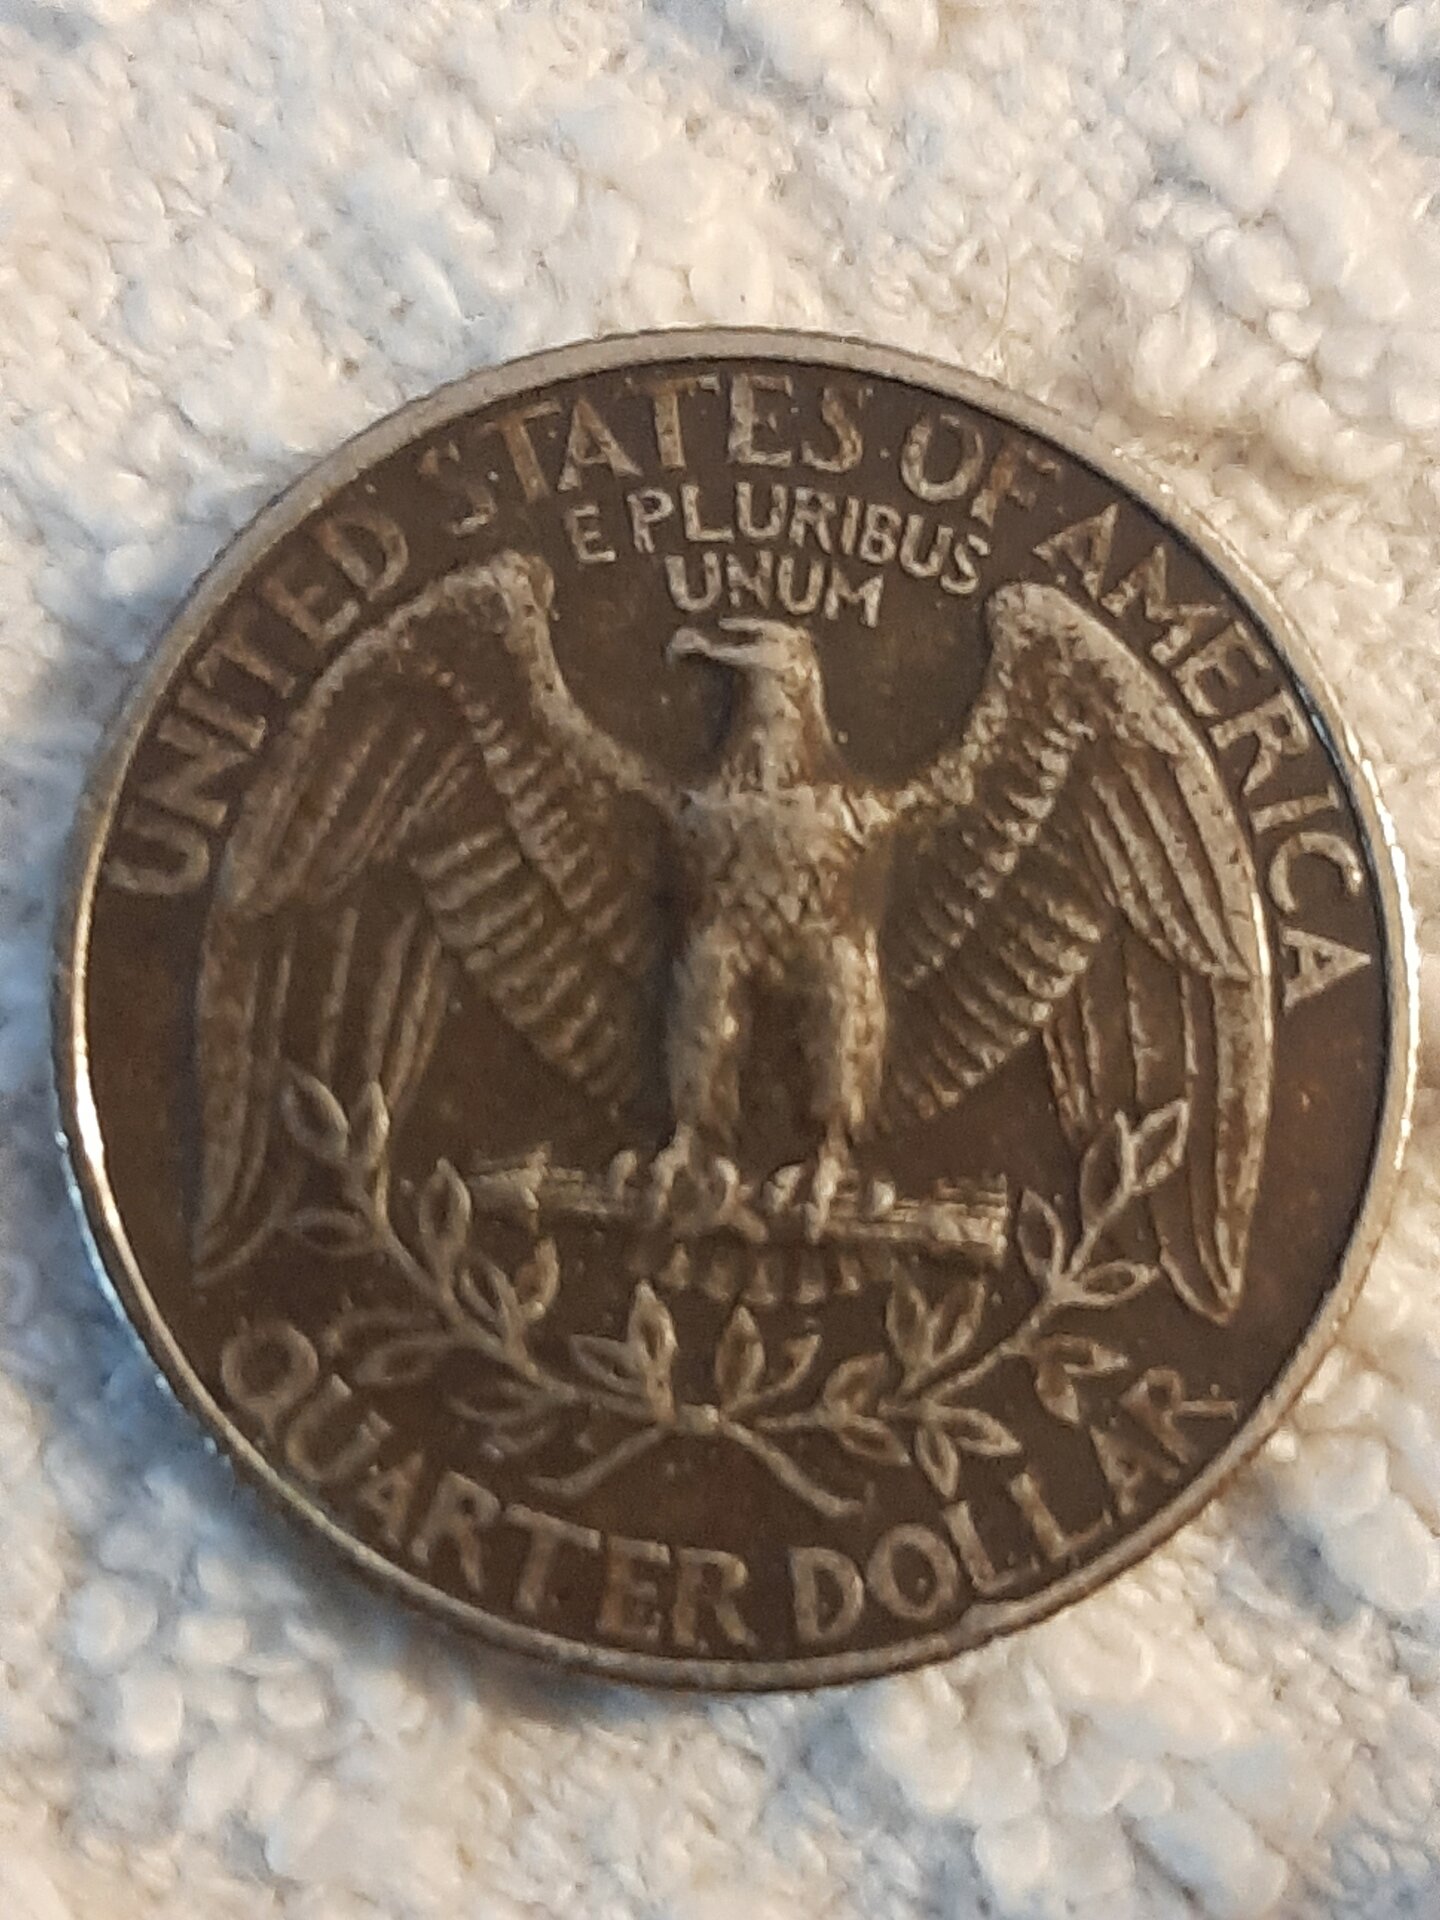 UNITED STATES OF AMERICA
E PLURIBUS
UNUM
QUARTER DOLLAR